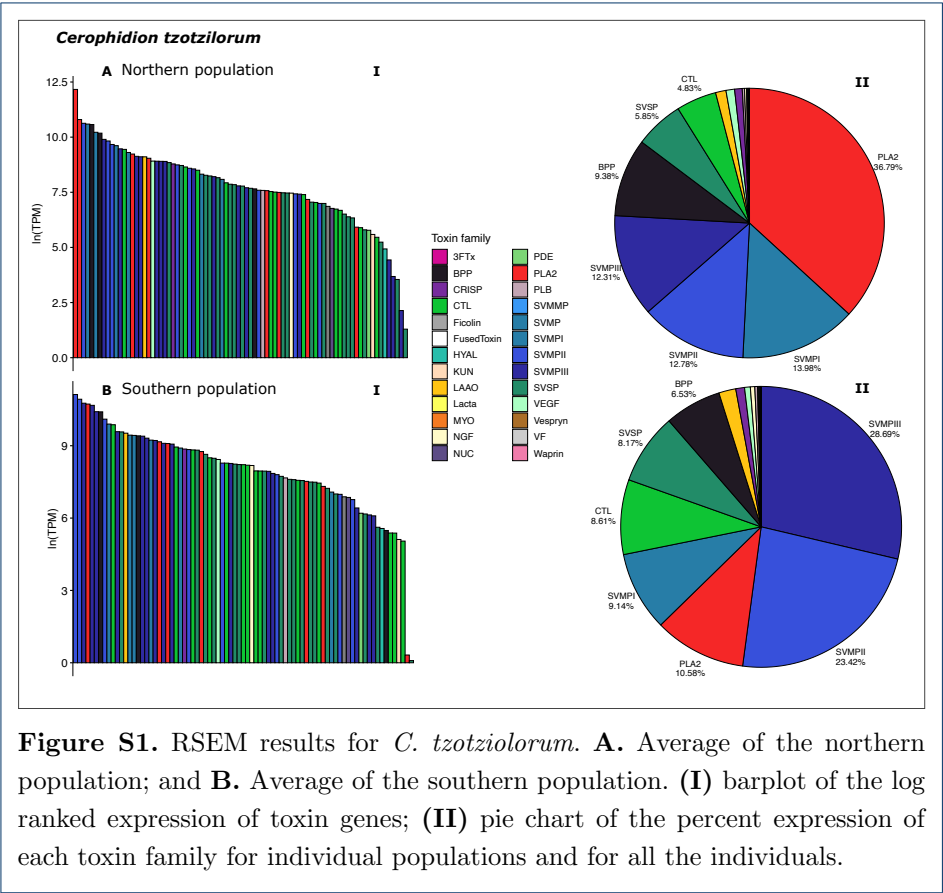 Cerophidion tzotzilorum
A Northern population I
12.5
10.0
7.5
5.0
2.5
0.0
ln(TPM)
II
CTL
4.83%
SVSP
5.85%
BPP
9.38%
SVMPIII
12.31%
SVMPII
12.78%
SVMPI
13.98%
PLA2
36.79%
Toxin family
3FTx
BPP
CRISP
CTL
Ficolin
FusedToxin
HYAL
KUN
LAAO
Lacta
MYO
NGF
NUC
PDE
PLA2
PLB
SVMMP
SVMP
SVMPI
SVMPII
SVMPIII
SVSP
VEGF
Vespryn
VF
Waprin
B Southern population I
9
6
3
0
ln(TPM)
II
BPP
6.53%
SVSP
8.17%
CTL
8.61%
SVMPI
9.14%
PLA2
10.58%
SVMPII
23.42%
SVMPIII
28.69%
Figure S1. RSEM results for C. tzotziolorum. A. Average of the northern
population; and B. Average of the southern population. (I) barplot of the log
ranked expression of toxin genes; (II) pie chart of the percent expression of
each toxin family for individual populations and for all the individuals.